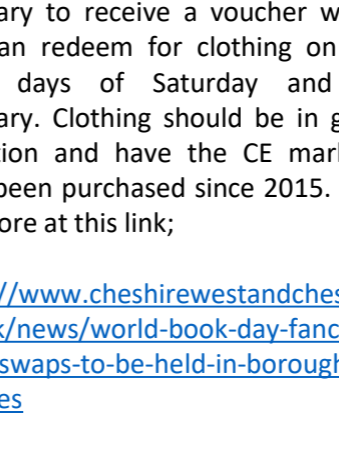 ary to receive a voucher w
an redeem for clothing on
days of Saturday and
ary. Clothing should be in g
tion and have the CE mar
been purchased since 2015.
ore at this link;
//www.cheshirewestandches
k/news/world-book-day-fanc
swaps-to-be-held-in-borough
es